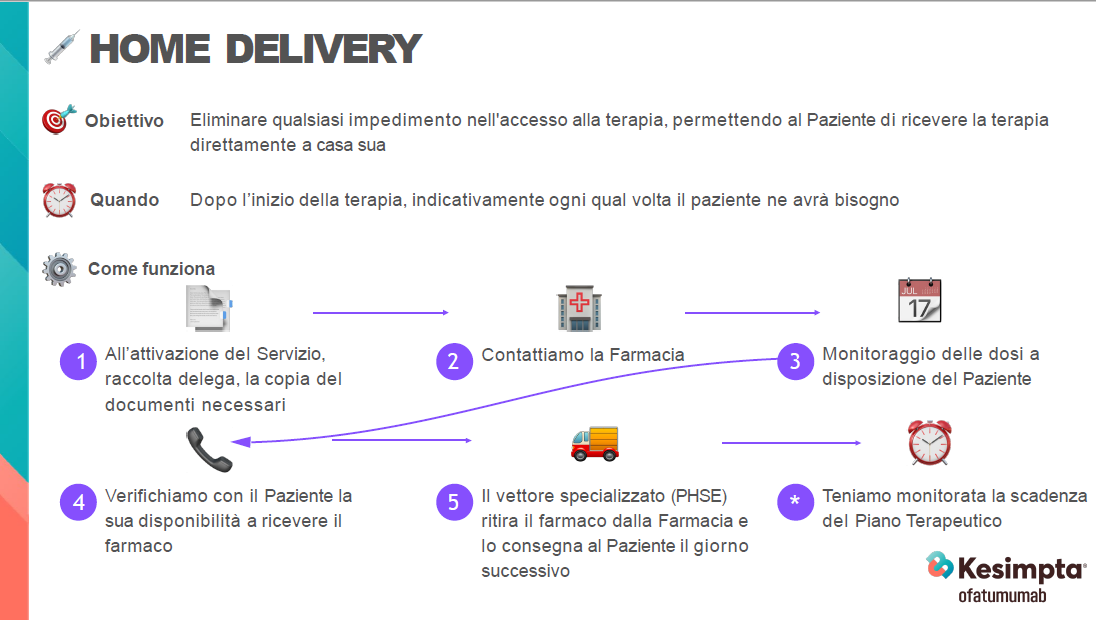 HOME DELIVERY
Obiettivo
Eliminare qualsiasi impedimento nell'accesso alla terapia, permettendo al Paziente di ricevere la terapia
direttamente a casa sua
Quando
Dopo l’inizio della terapia, indicativamente ogni qual volta il paziente ne avrà bisogno
Come funziona
JUL
17
1
All’attivazione del Servizio,
raccolta delega, la copia del
documenti necessari
2
Contattiamo la Farmacia
3
Monitoraggio delle dosi a
disposizione del Paziente
4
Verifichiamo con il Paziente la
sua disponibilità a ricevere il
farmaco
5
Il vettore specializzato (PHSE)
ritira il farmaco dalla Farmacia e
lo consegna al Paziente il giorno
successivo
*
Teniamo monitorata la scadenza
del Piano Terapeutico
Kesimpta®
ofatumumab